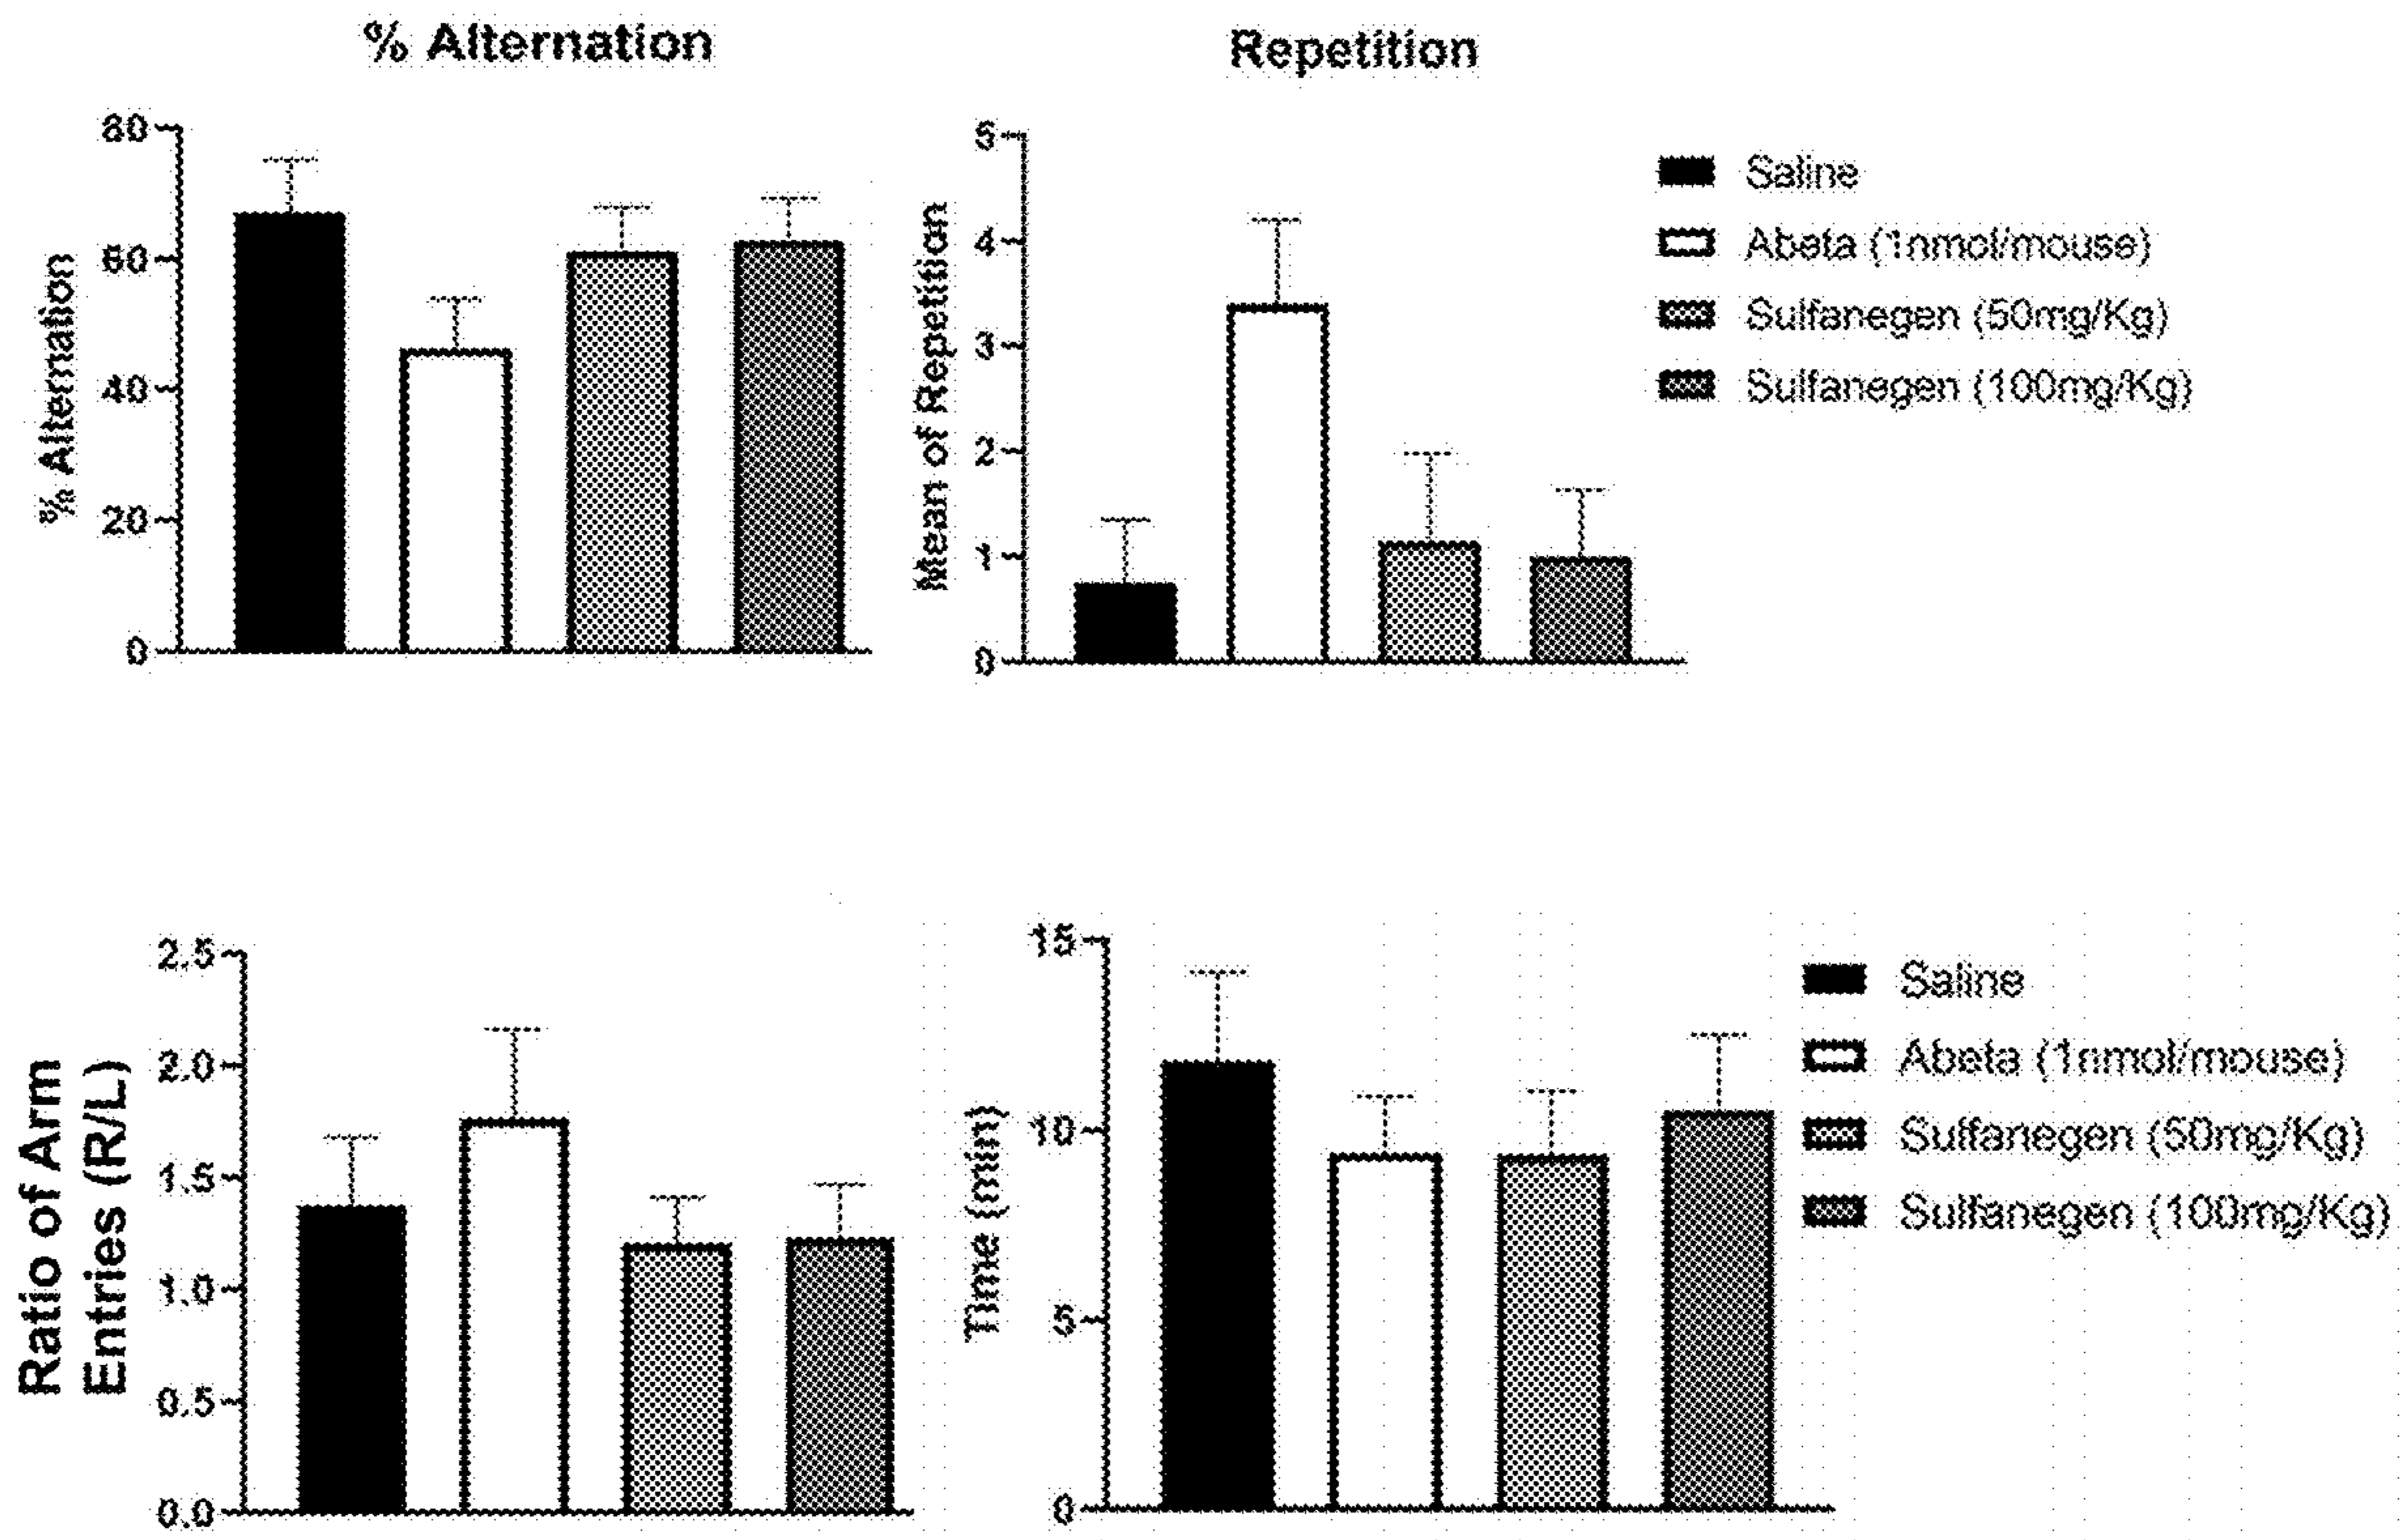 % Alternation
% Alternation
80
60
40
20
0
Repetition
Mean of Repetition
5
4
3
2
1
0
Saline
Abeta (1nmol/mouse)
Sulfanegen (50mg/Kg)
Sulfanegen (100mg/Kg)
Ratio of Arm
Entries (R/L)
2.5
2.0
1.5
1.0
0.5
0.0
Time (min)
15
10
5
0
Saline
Abeta (1nmol/mouse)
Sulfanegen (50mg/Kg)
Sulfanegen (100mg/Kg)